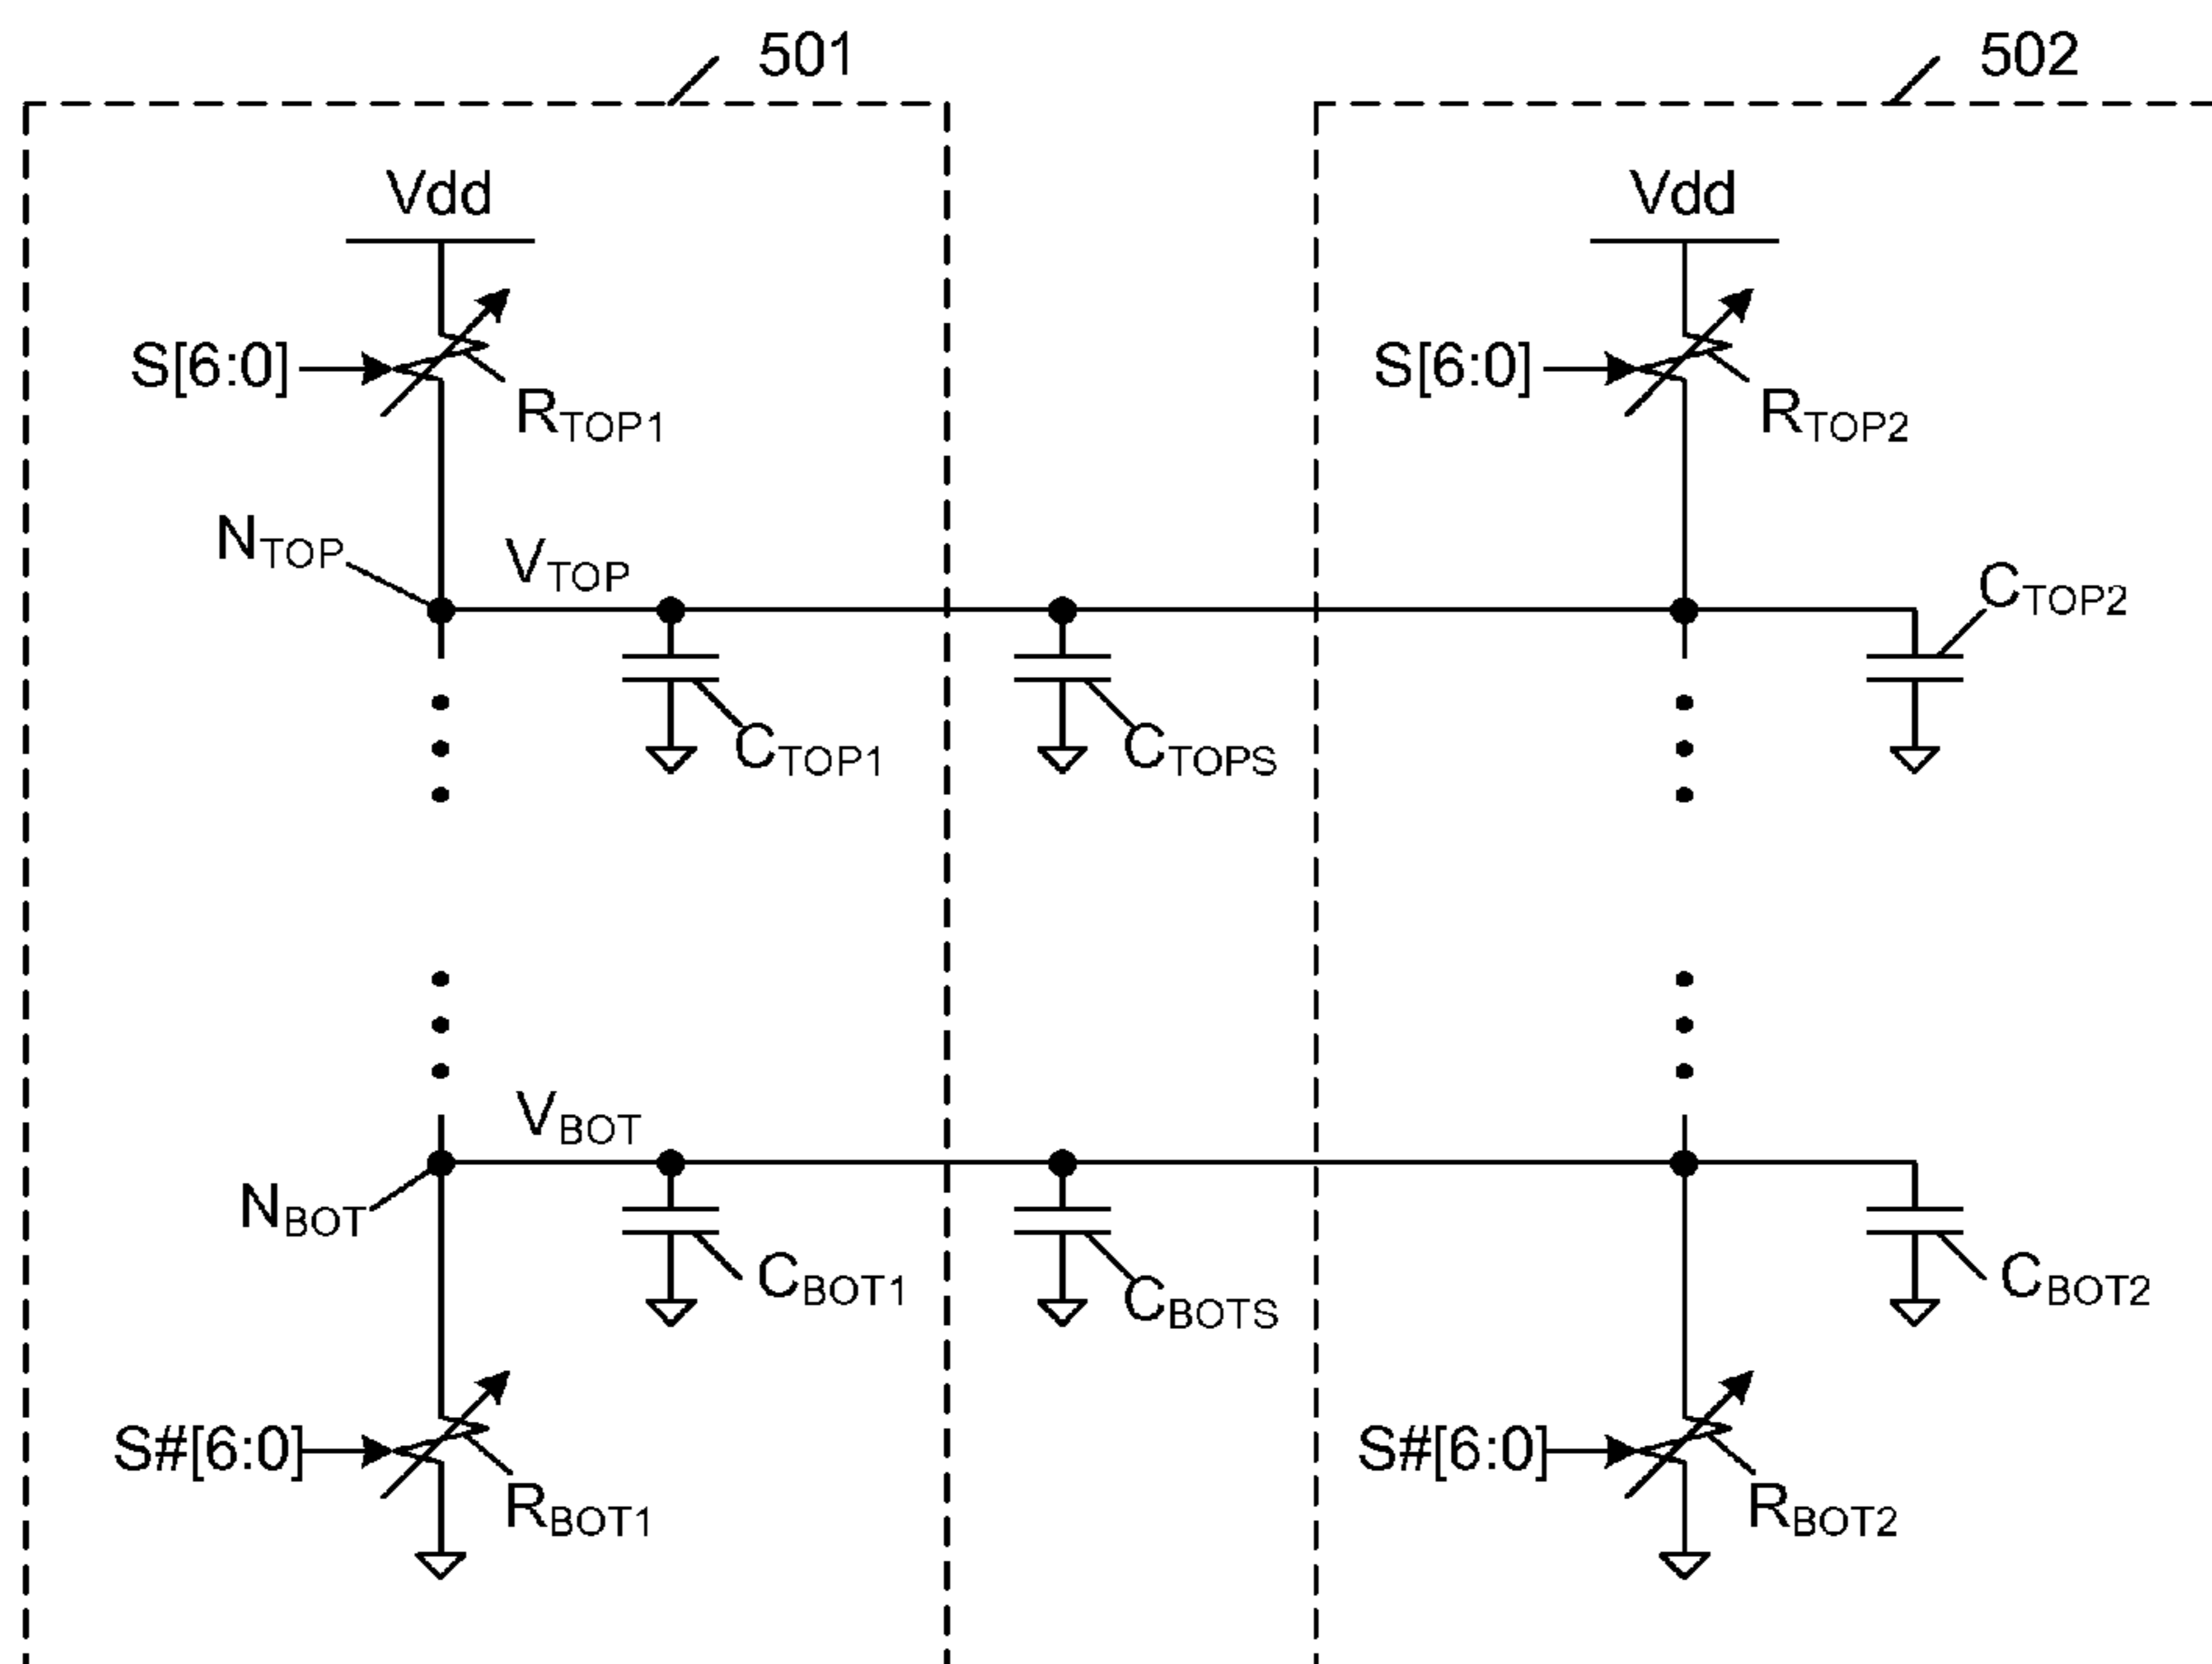 501
502
Vdd
Vdd
S[6:0]
RTOP1
S[6:0]
RTOP2
NTOP
VTOP
CTOP2
CTOP1
CTOPS
VBOT
NBOT
CBOT1
CBOTS
CBOT2
S#[6:0]
RBOT1
S#[6:0]
RBOT2